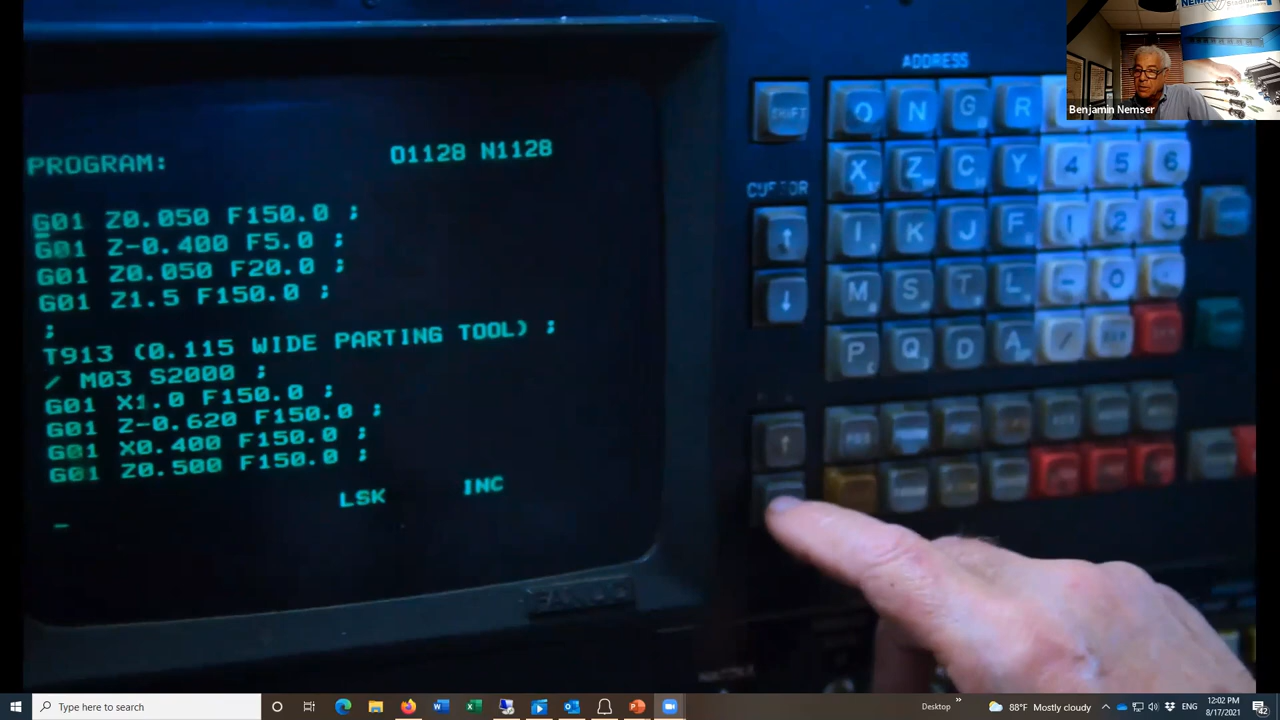 PROGRAM: O1128 N1128
G01 Z0.050 F150.0 ;
G01 Z-0.400 F5.0 ;
G01 Z0.050 F20.0 ;
G01 Z1.5 F150.0 ;
;
T913 (0.115 WIDE PARTING TOOL) ;
/ M03 S2000 ;
G01 X1.0 F150.0 ;
G01 Z-0.620 F150.0 ;
G01 X0.400 F150.0 ;
G01 Z0.500 F150.0 ;
LSK INC
ADDRESS
SHIFT O N G R
X Z C Y 4 5 6
CURSOR
↑ I K J F 1 2 3
↓ M S T L - 0
P Q D A /
↑
Benjamin Nemser
Type here to search
Desktop
88°F Mostly cloudy
ENG
12:02 PM
8/17/2021
42